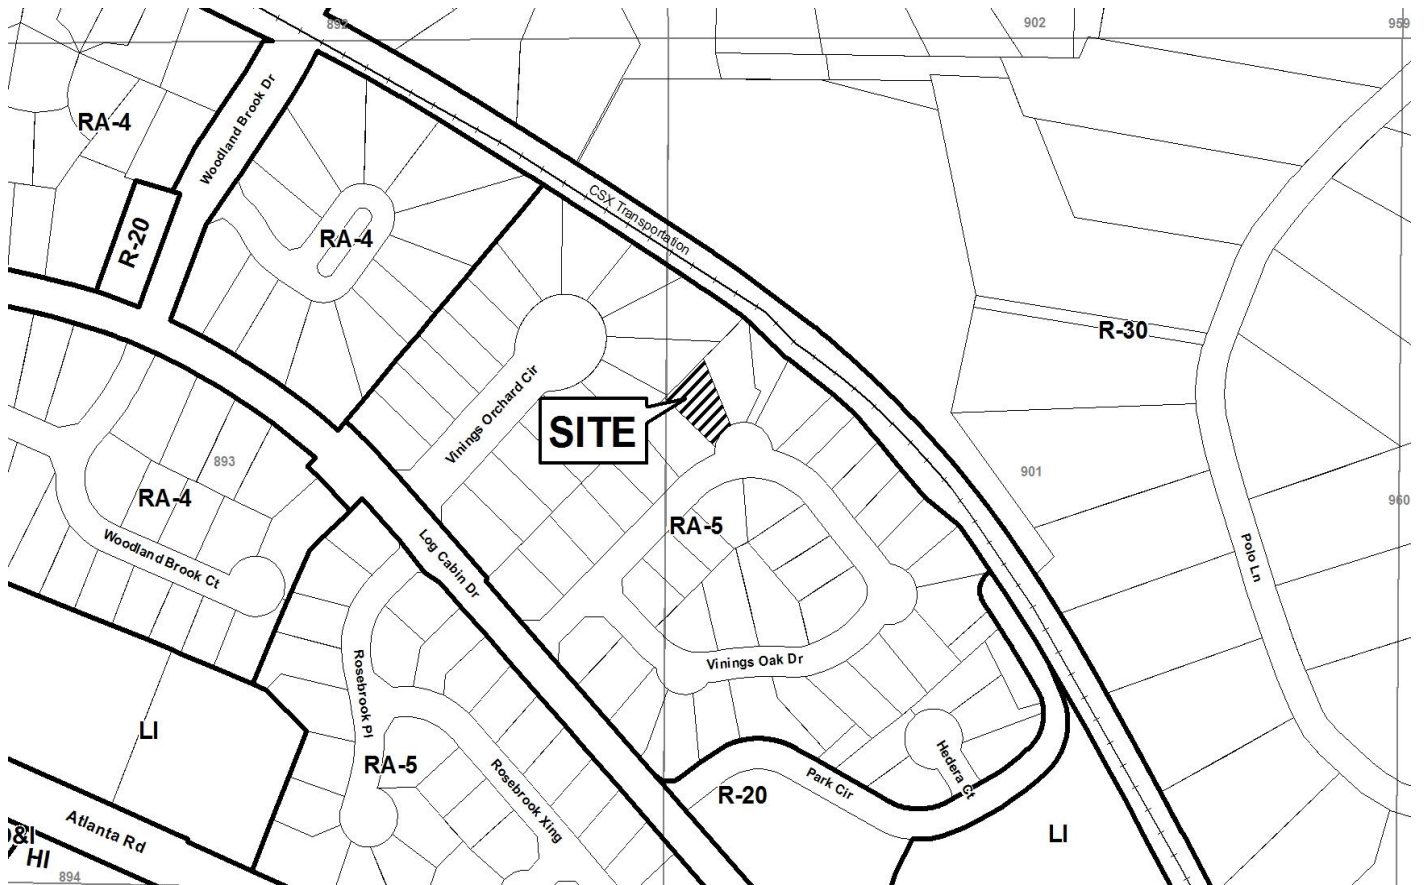 892
902
959
RA-4
Woodland Brook Dr
R-20
RA-4
CSX Transportation
R-30
Vinings Orchard Cir
SITE
893
RA-4
901
960
RA-5
Woodland Brook Ct
Log Cabin Dr
Polo Ln
Rosebrook Pl
Vinings Oak Dr
LI
RA-5
Rosebrook Xing
Hedera Ct
Park Cir
R-20
Atlanta Rd
LI
&I
HI
894